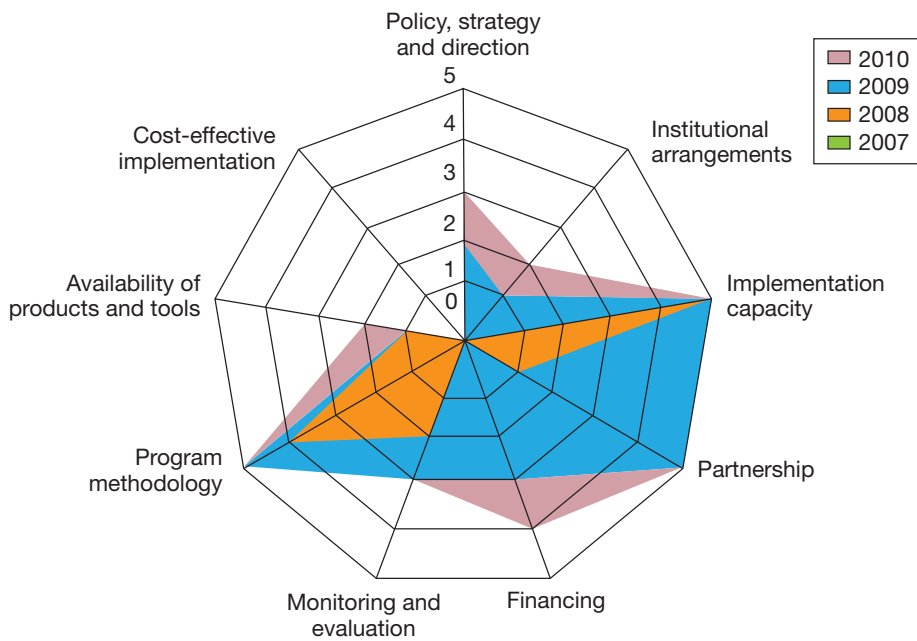 Policy, strategy
and direction
5
4
3
2
1
0
2010
2009
2008
2007
Institutional
arrangements
Implementation
capacity
Partnership
Financing
Monitoring and
evaluation
Program
methodology
Availability of
products and tools
Cost-effective
implementation